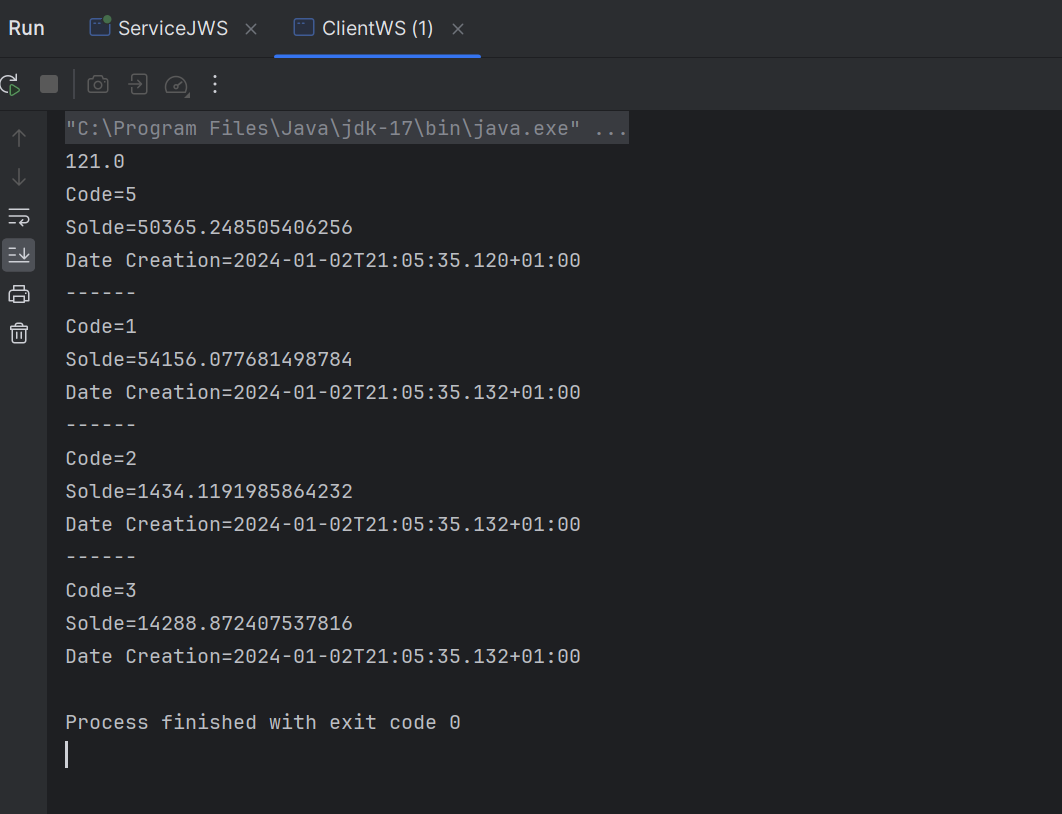 Run ServiceJWS ClientWS (1)
"C:\Program Files\Java\jdk-17\bin\java.exe" ...
121.0
Code=5
Solde=50365.248505406256
Date Creation=2024-01-02T21:05:35.120+01:00
------
Code=1
Solde=54156.077681498784
Date Creation=2024-01-02T21:05:35.132+01:00
------
Code=2
Solde=1434.1191985864232
Date Creation=2024-01-02T21:05:35.132+01:00
------
Code=3
Solde=14288.872407537816
Date Creation=2024-01-02T21:05:35.132+01:00
Process finished with exit code 0